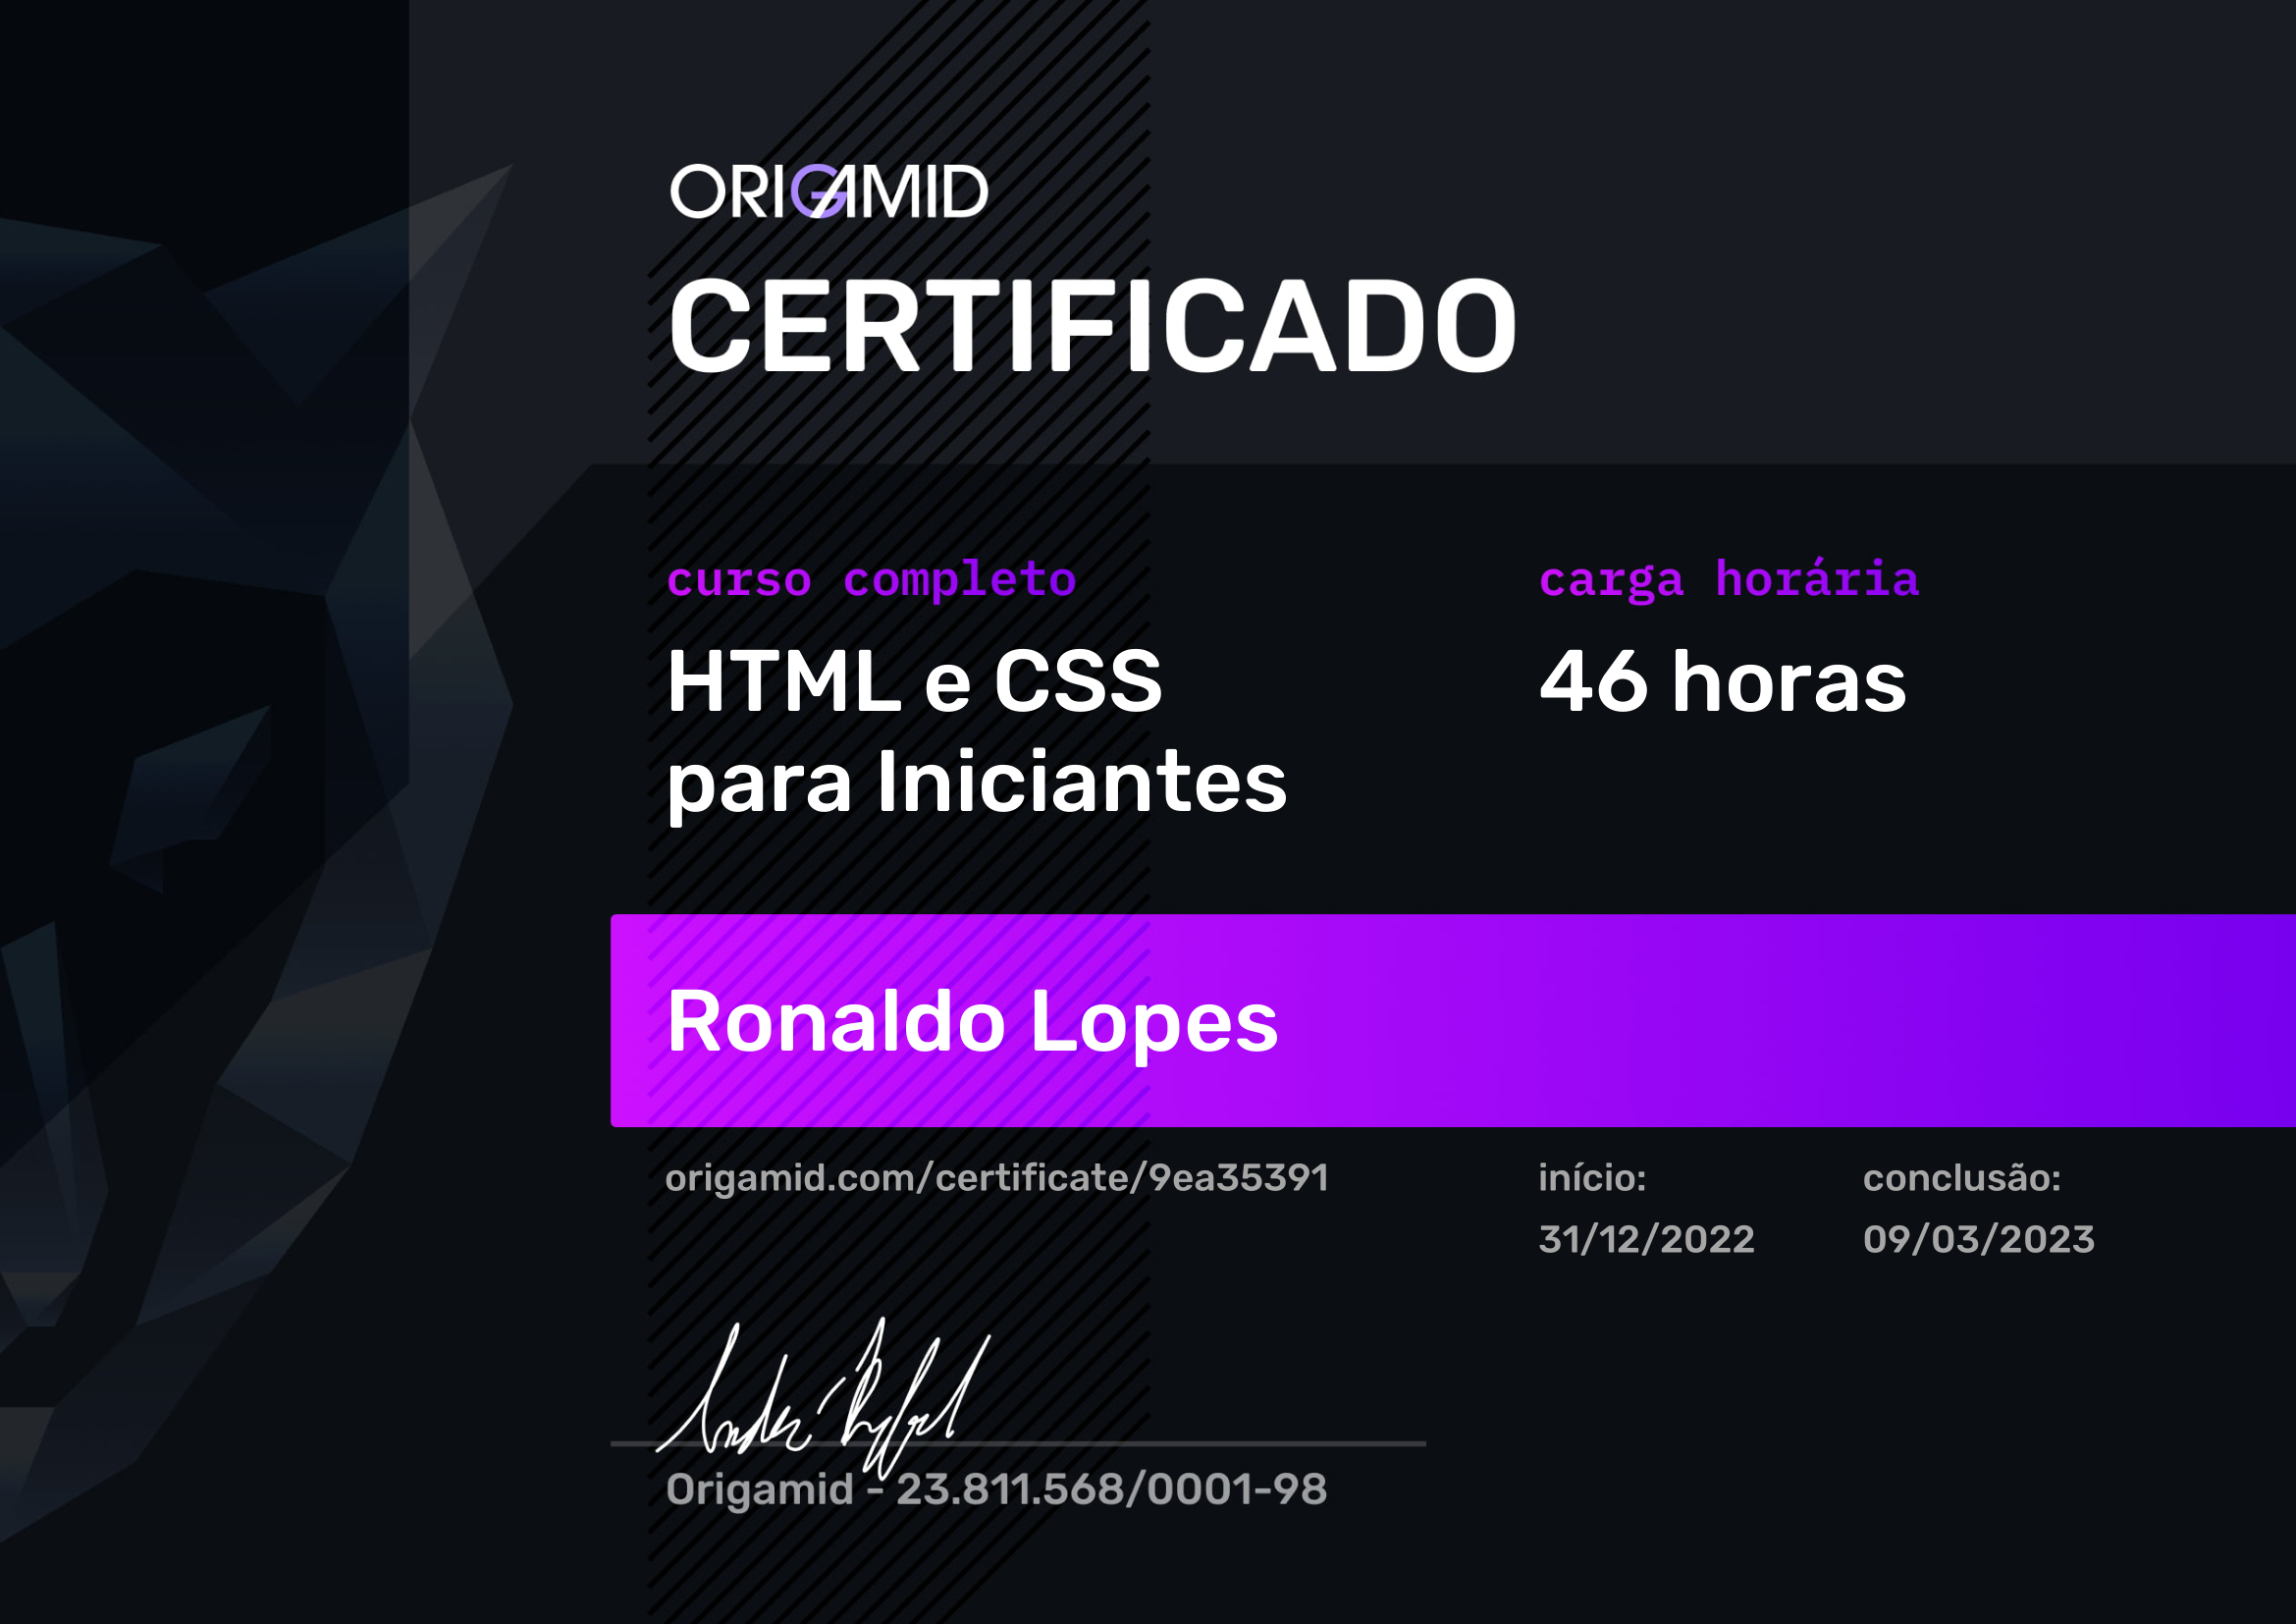 ORIGAMID
CERTIFICADO
curso completo
HTML e CSS
para Iniciantes
carga horária
46 horas
Ronaldo Lopes
origamid.com/certificate/9ea35391
início:
31/12/2022
conclusão:
09/03/2023
Origamid - 23.811.568/0001-98